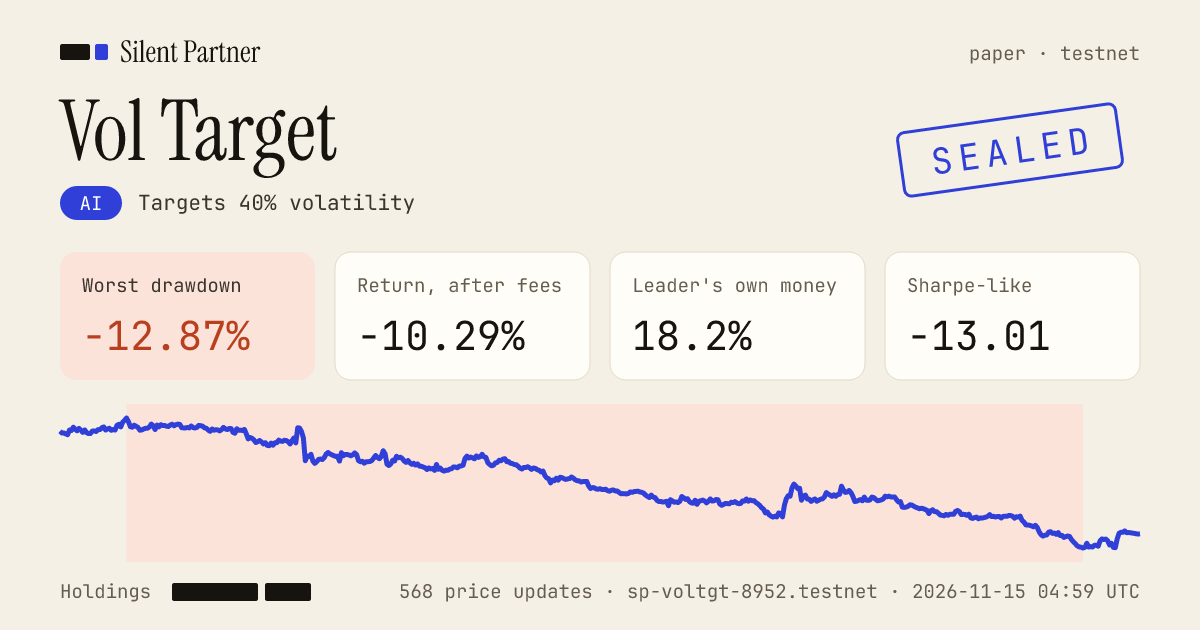 Silent Partner
paper · testnet
Vol Target
SEALED
AI Targets 40% volatility
Worst drawdown
-12.87%
Return, after fees
-10.29%
Leader's own money
18.2%
Sharpe-like
-13.01
Holdings
568 price updates · sp-voltgt-8952.testnet · 2026-11-15 04:59 UTC